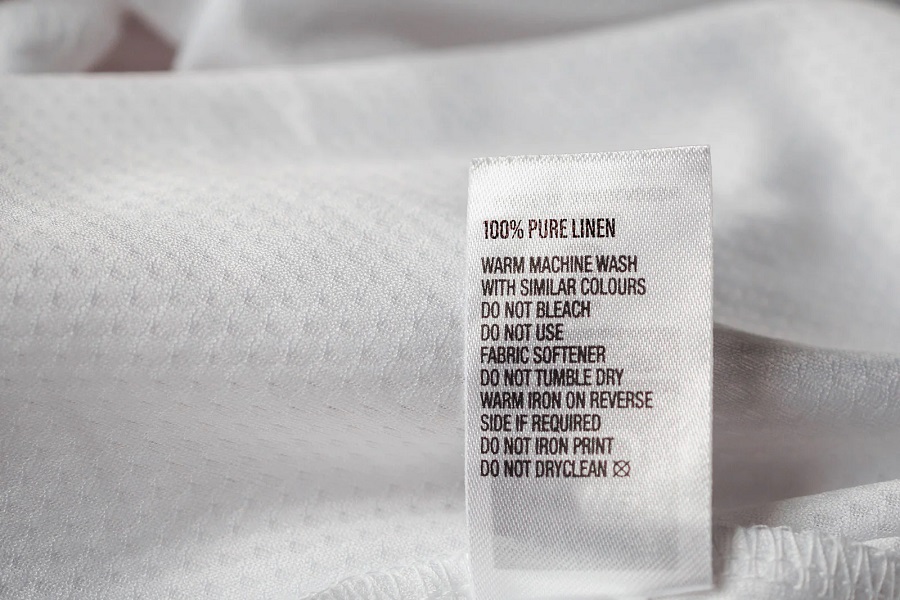 100% PURE LINEN
WARM MACHINE WASH
WITH SIMILAR COLOURS
DO NOT BLEACH
DO NOT USE
FABRIC SOFTENER
DO NOT TUMBLE DRY
WARM IRON ON REVERSE
SIDE IF REQUIRED
DO NOT IRON PRINT
DO NOT DRYCLEAN